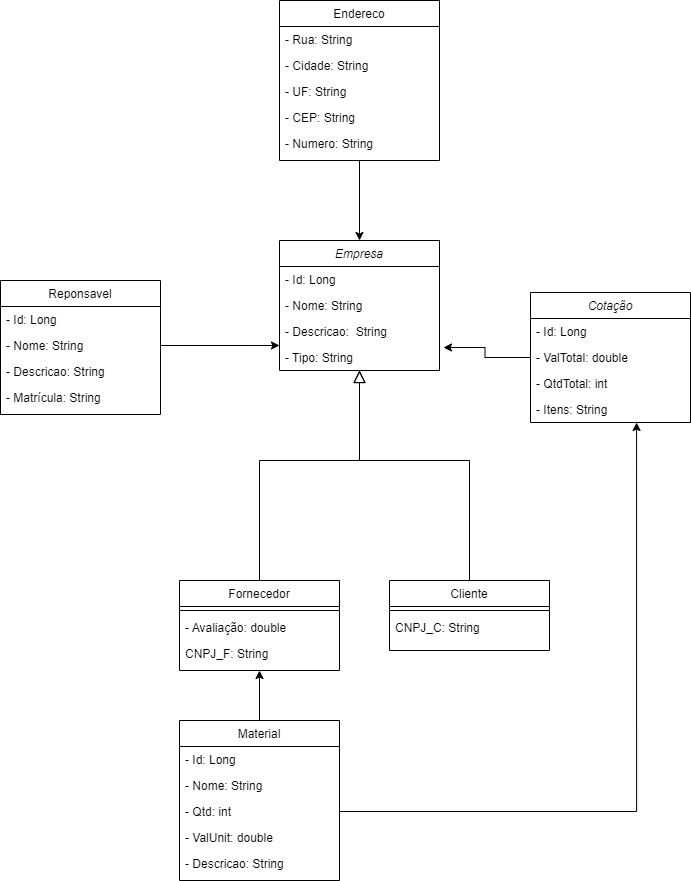 Endereco
- Rua: String
- Cidade: String
- UF: String
- CEP: String
- Numero: String
Empresa
- Id: Long
- Nome: String
- Descricao:  String
- Tipo: String
Reponsavel
- Id: Long
- Nome: String
- Descricao: String
- Matrícula: String
Cotação
- Id: Long
- ValTotal: double
- QtdTotal: int
- Itens: String
Fornecedor
- Avaliação: double
CNPJ_F: String
Cliente
CNPJ_C: String
Material
- Id: Long
- Nome: String
- Qtd: int
- ValUnit: double
- Descricao: String